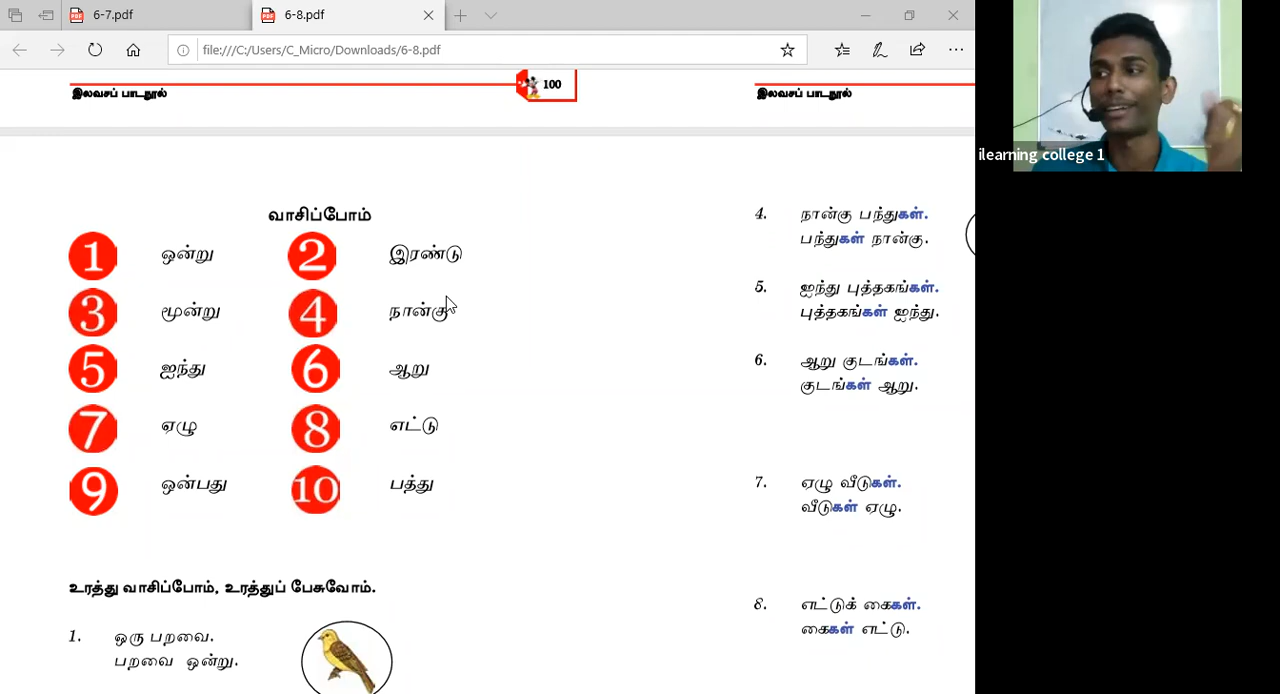 6-7.pdf
6-8.pdf
file:///C:/Users/C_Micro/Downloads/6-8.pdf
இலவசப் பாடநூல்
100
இலவசப் பாடநூல்
ilearning college 1
வாசிப்போம்
1 ஒன்று 2 இரண்டு
3 மூன்று 4 நான்கு
5 ஐந்து 6 ஆறு
7 ஏழு 8 எட்டு
9 ஒன்பது 10 பத்து
உரத்து வாசிப்போம், உரத்துப் பேசுவோம்.
1. ஒரு பறவை.
பறவை ஒன்று.
4. நான்கு பந்துகள்.
பந்துகள் நான்கு.
5. ஐந்து புத்தகங்கள்.
புத்தகங்கள் ஐந்து.
6. ஆறு குடங்கள்.
குடங்கள் ஆறு.
7. ஏழு வீடுகள்.
வீடுகள் ஏழு.
8. எட்டுக் கைகள்.
கைகள் எட்டு.